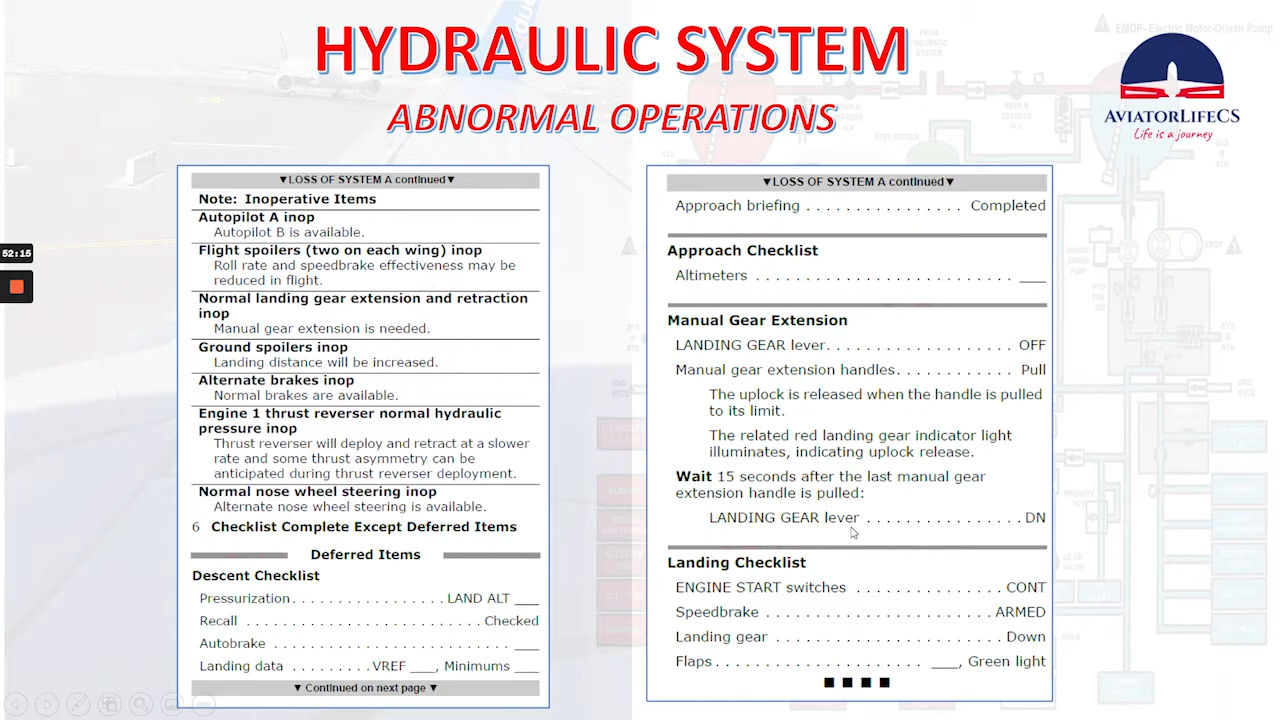 HYDRAULIC SYSTEM
ABNORMAL OPERATIONS
EMDP- Electric Motor-Driven Pump
AVIATORLIFECS
Life is a journey
52:15
▼LOSS OF SYSTEM A continued▼
Note: Inoperative Items
Autopilot A inop
Autopilot B is available.
Flight spoilers (two on each wing) inop
Roll rate and speedbrake effectiveness may be
reduced in flight.
Normal landing gear extension and retraction
inop
Manual gear extension is needed.
Ground spoilers inop
Landing distance will be increased.
Alternate brakes inop
Normal brakes are available.
Engine 1 thrust reverser normal hydraulic
pressure inop
Thrust reverser will deploy and retract at a slower
rate and some thrust asymmetry can be
anticipated during thrust reverser deployment.
Normal nose wheel steering inop
Alternate nose wheel steering is available.
6 Checklist Complete Except Deferred Items
Deferred Items
Descent Checklist
Pressurization . . . . . . . . . . . . . . . . . LAND ALT ___
Recall . . . . . . . . . . . . . . . . . . . . . . . . . . Checked
Autobrake . . . . . . . . . . . . . . . . . . . . . . . . . . ___
Landing data . . . . . . . . . VREF ___, Minimums ___
▼ Continued on next page ▼
▼LOSS OF SYSTEM A continued▼
Approach briefing . . . . . . . . . . . . . . . . Completed
Approach Checklist
Altimeters . . . . . . . . . . . . . . . . . . . . . . . . . . . ___
Manual Gear Extension
LANDING GEAR lever. . . . . . . . . . . . . . . . . . . OFF
Manual gear extension handles. . . . . . . . . . . . Pull
The uplock is released when the handle is pulled
to its limit.
The related red landing gear indicator light
illuminates, indicating uplock release.
Wait 15 seconds after the last manual gear
extension handle is pulled:
LANDING GEAR lever . . . . . . . . . . . . . . . . DN
Landing Checklist
ENGINE START switches . . . . . . . . . . . . . . CONT
Speedbrake . . . . . . . . . . . . . . . . . . . . . . . ARMED
Landing gear . . . . . . . . . . . . . . . . . . . . . . . Down
Flaps . . . . . . . . . . . . . . . . . . . . . ___, Green light